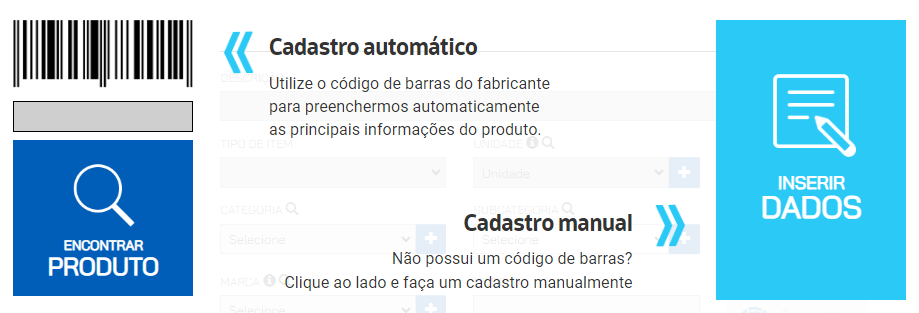 Cadastro automático
Utilize o código de barras do fabricante
para preenchermos automaticamente
as principais informações do produto.
ENCONTRAR
PRODUTO
TIPO DE ITEM
UNIDADE
Unidade
CATEGORIA
SUBCATEGORIA
Selecione
Selecione
Cadastro manual
Não possui um código de barras?
Clique ao lado e faça um cadastro manualmente
MARCA
Selecione
INSERIR
DADOS